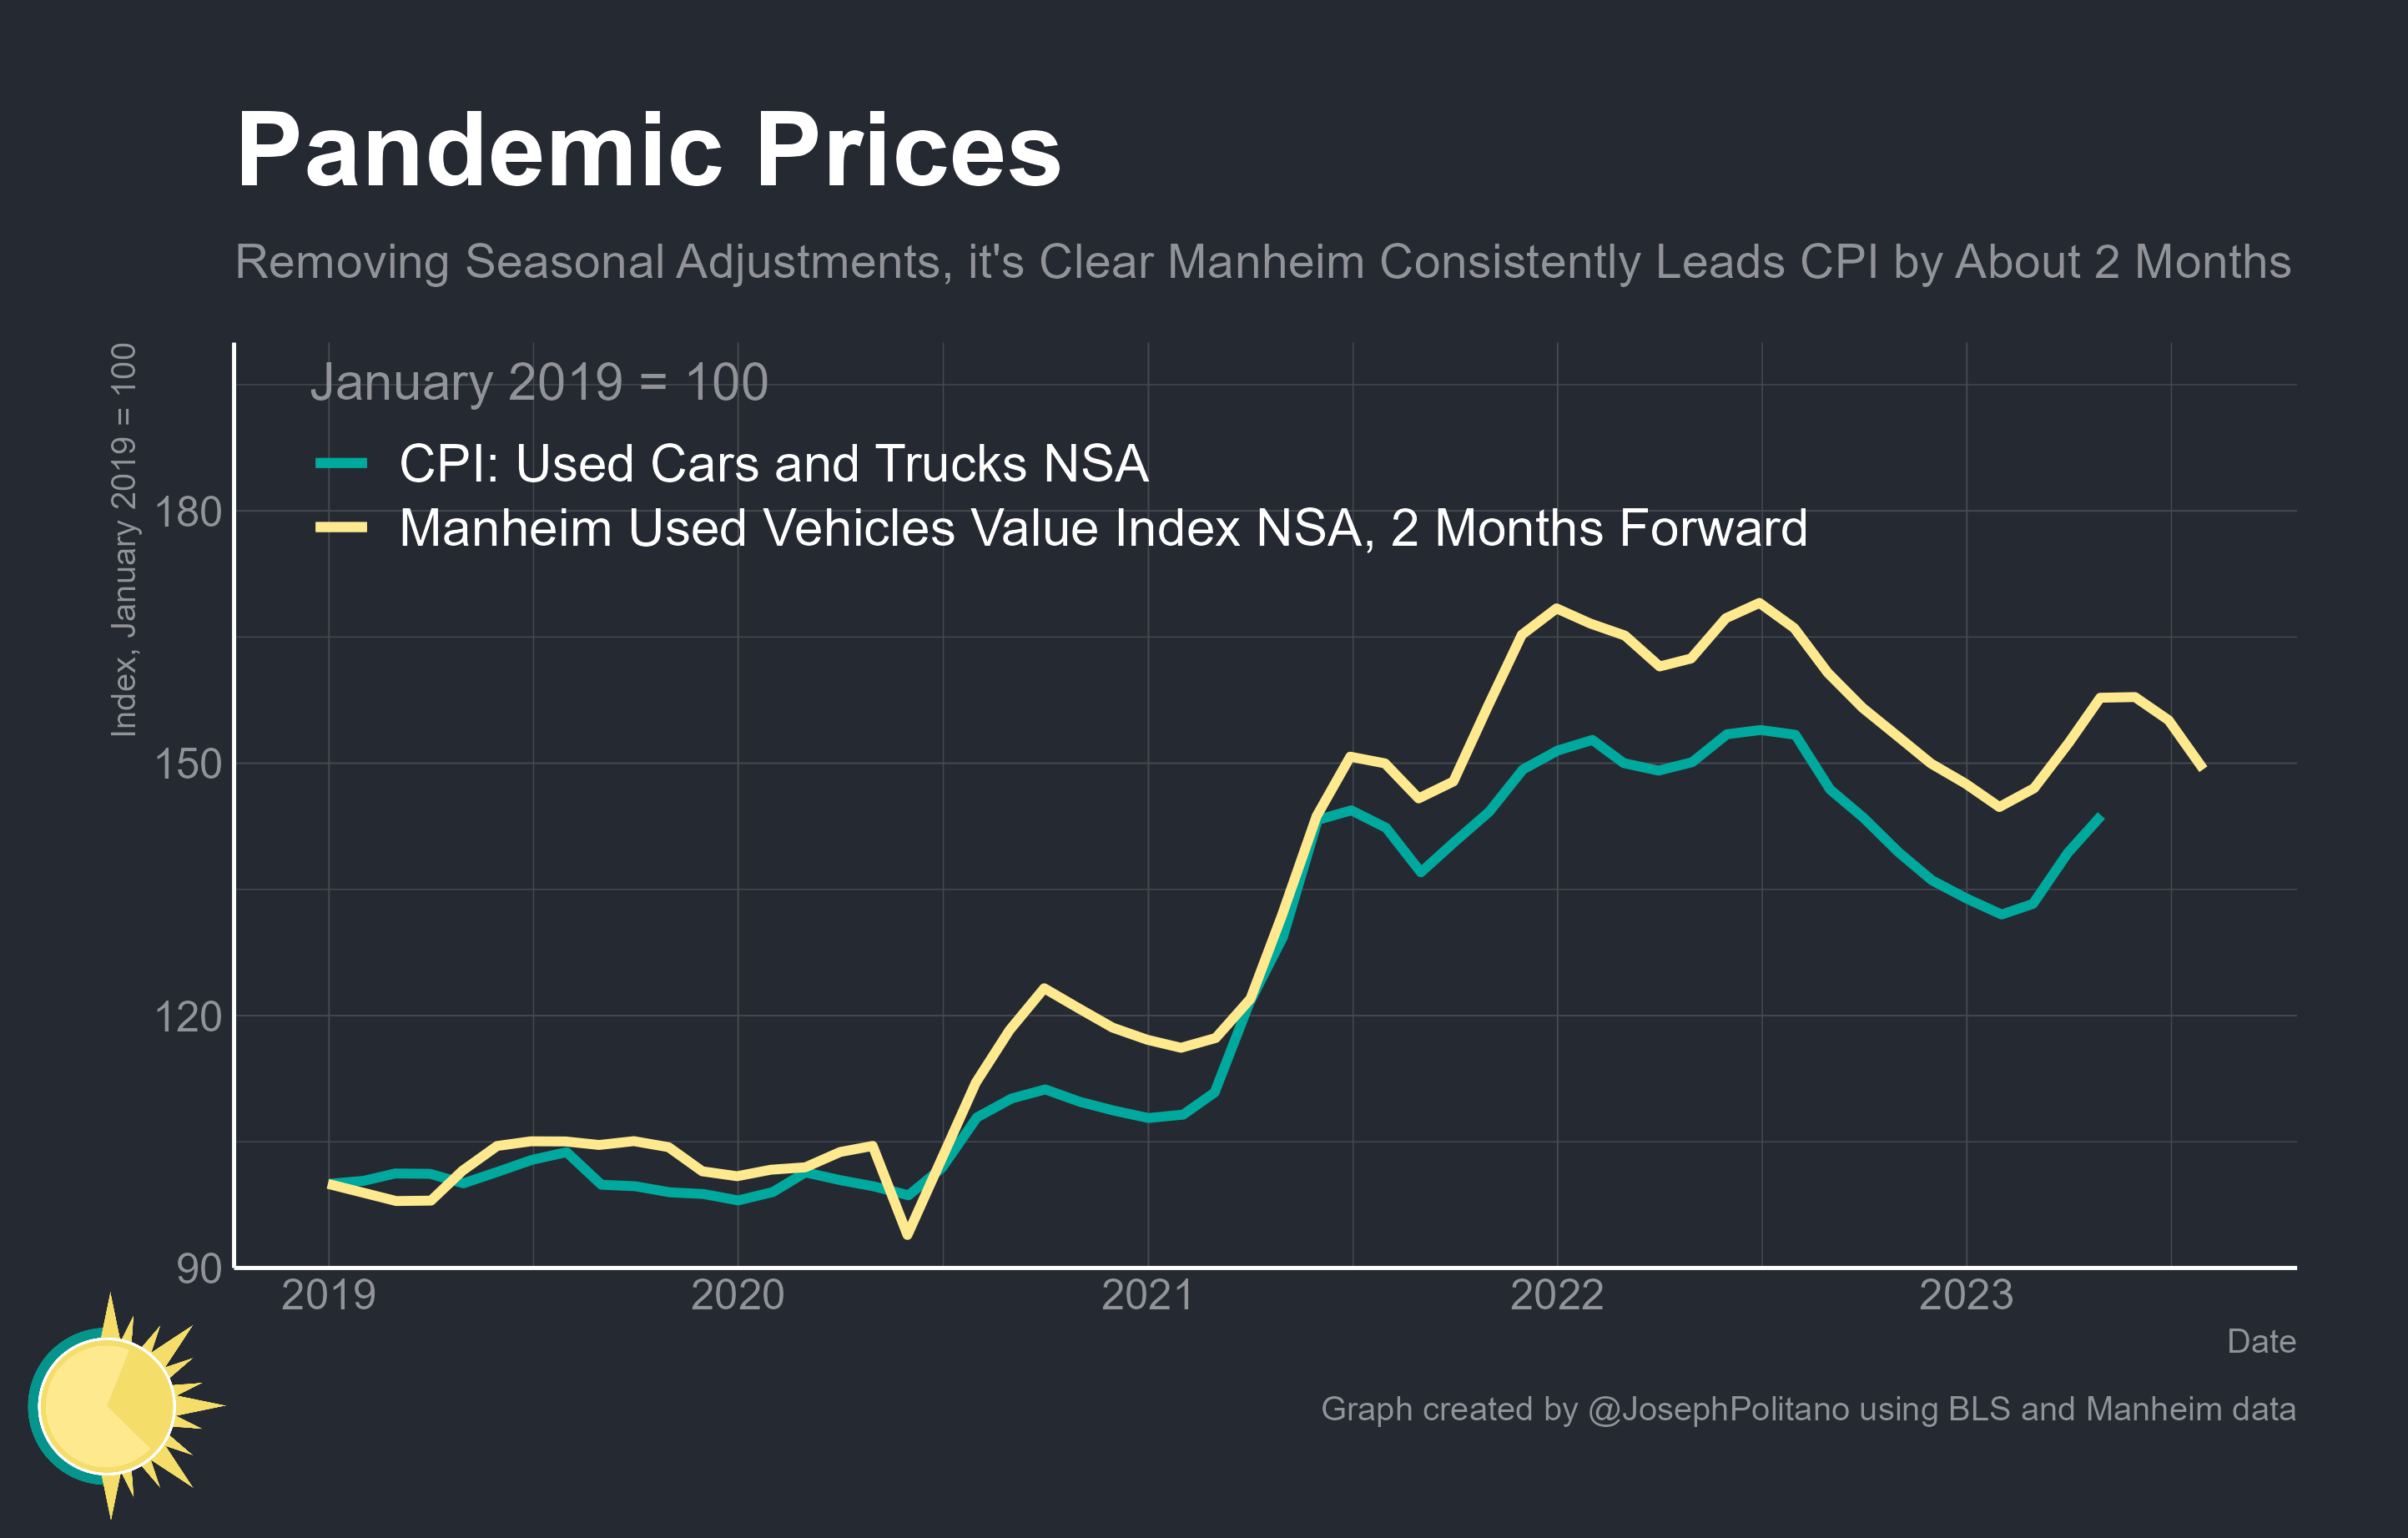 Pandemic Prices
Removing Seasonal Adjustments, it's Clear Manheim Consistently Leads CPI by About 2 Months
Index, January 2019 = 100
January 2019 = 100
CPI: Used Cars and Trucks NSA
Manheim Used Vehicles Value Index NSA, 2 Months Forward
180
150
120
90
2019 2020 2021 2022 2023
Date
Graph created by @JosephPolitano using BLS and Manheim data